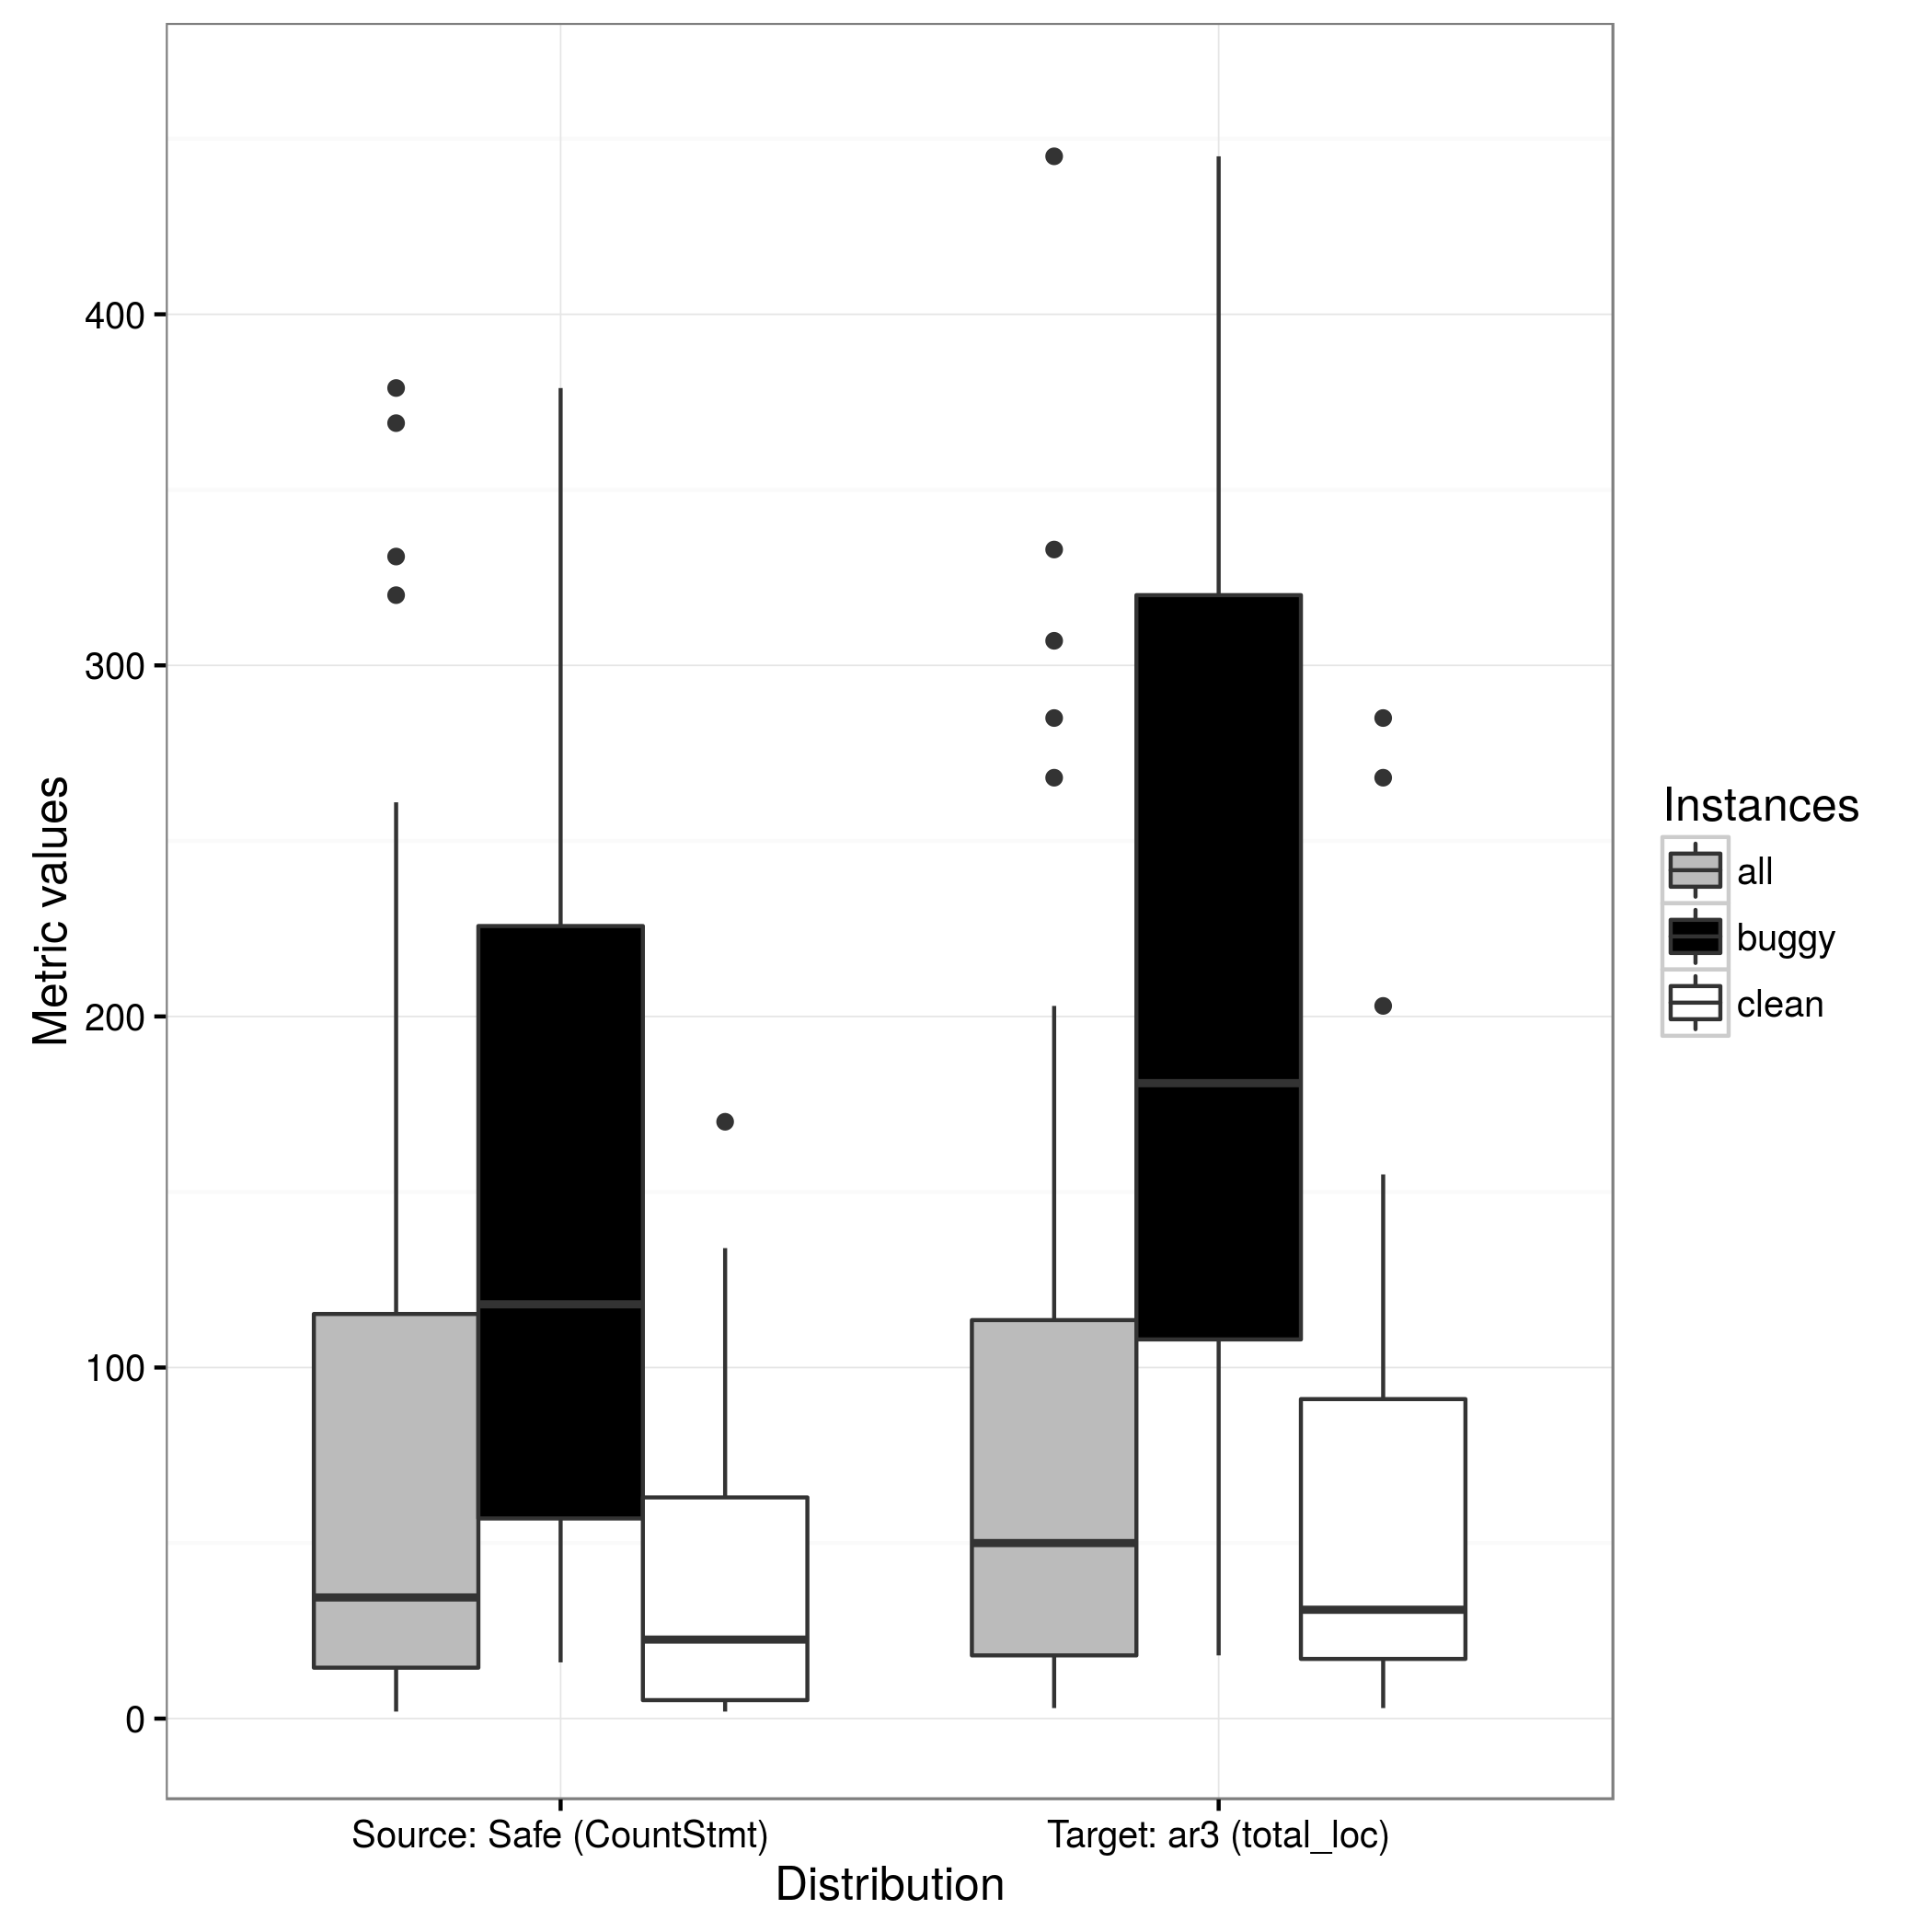 Metric values
400
300
200
100
0
Source: Safe (CountStmt)
Target: ar3 (total_loc)
Distribution
Instances
all
buggy
clean